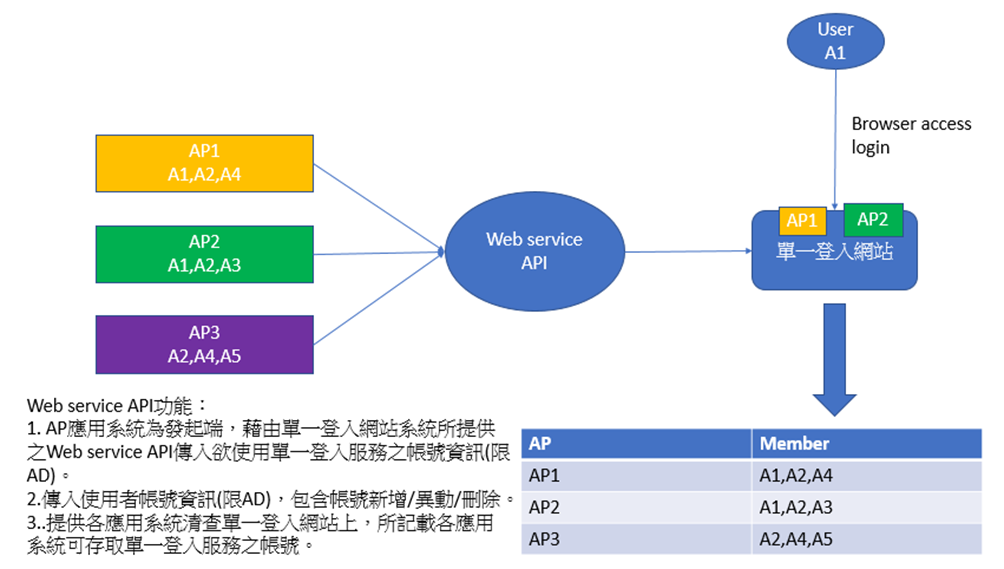 User
A1
Browser access
login
AP1
A1,A2,A4
AP2
A1,A2,A3
AP3
A2,A4,A5
Web service
API
AP1
AP2
單一登入網站
Web service API功能：
1. AP應用系統為發起端，藉由單一登入網站系統所提供
之Web service API傳入欲使用單一登入服務之帳號資訊(限
AD)。
2.傳入使用者帳號資訊(限AD)，包含帳號新增/異動/刪除。
3..提供各應用系統清查單一登入網站上，所記載各應用
系統可存取單一登入服務之帳號。
AP Member
AP1 A1,A2,A4
AP2 A1,A2,A3
AP3 A2,A4,A5